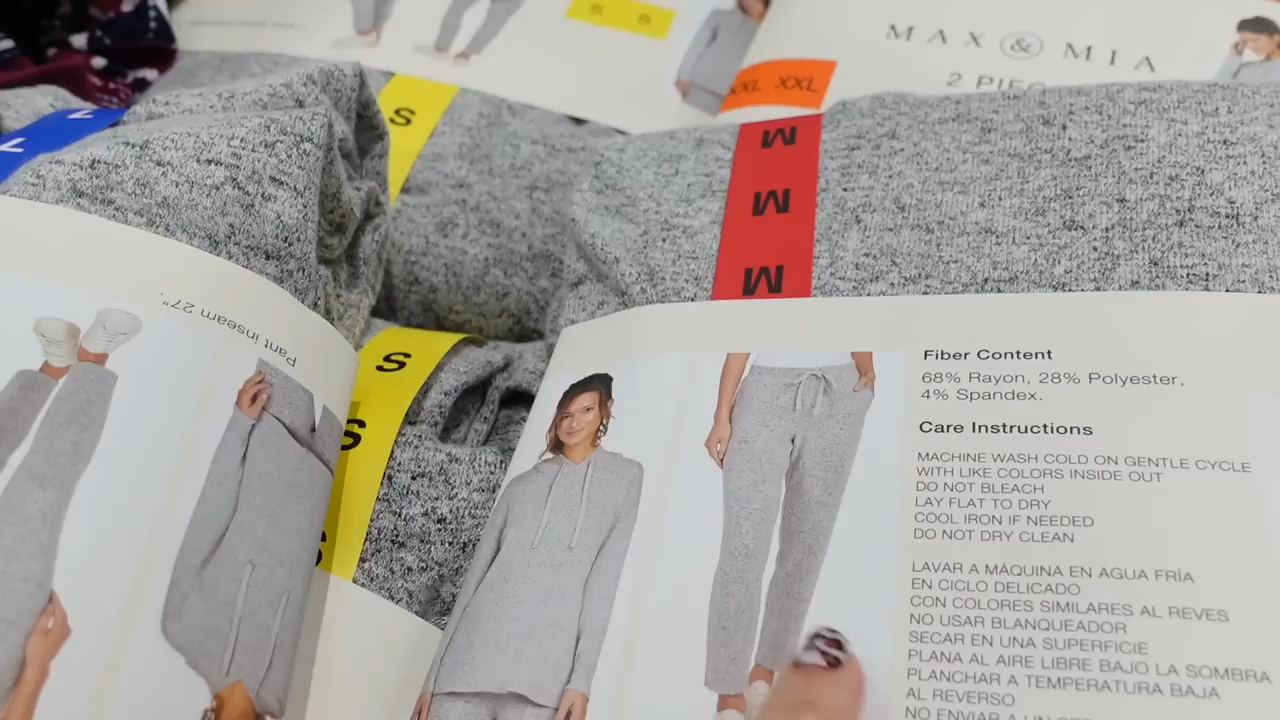 S S
MAX & MIA
XXL XXL
S
M
M
M
Pant inseam 27".
S
S
S
Fiber Content
68% Rayon, 28% Polyester,
4% Spandex.
Care Instructions
MACHINE WASH COLD ON GENTLE CYCLE
WITH LIKE COLORS INSIDE OUT
DO NOT BLEACH
LAY FLAT TO DRY
COOL IRON IF NEEDED
DO NOT DRY CLEAN
LAVAR A MÁQUINA EN AGUA FRÍA
EN CICLO DELICADO
CON COLORES SIMILARES AL REVES
NO USAR BLANQUEADOR
SECAR EN UNA SUPERFICIE
PLANA AL AIRE LIBRE BAJO LA SOMBRA
PLANCHAR A TEMPERATURA BAJA
AL REVERSO
NO ENVIAR A UN